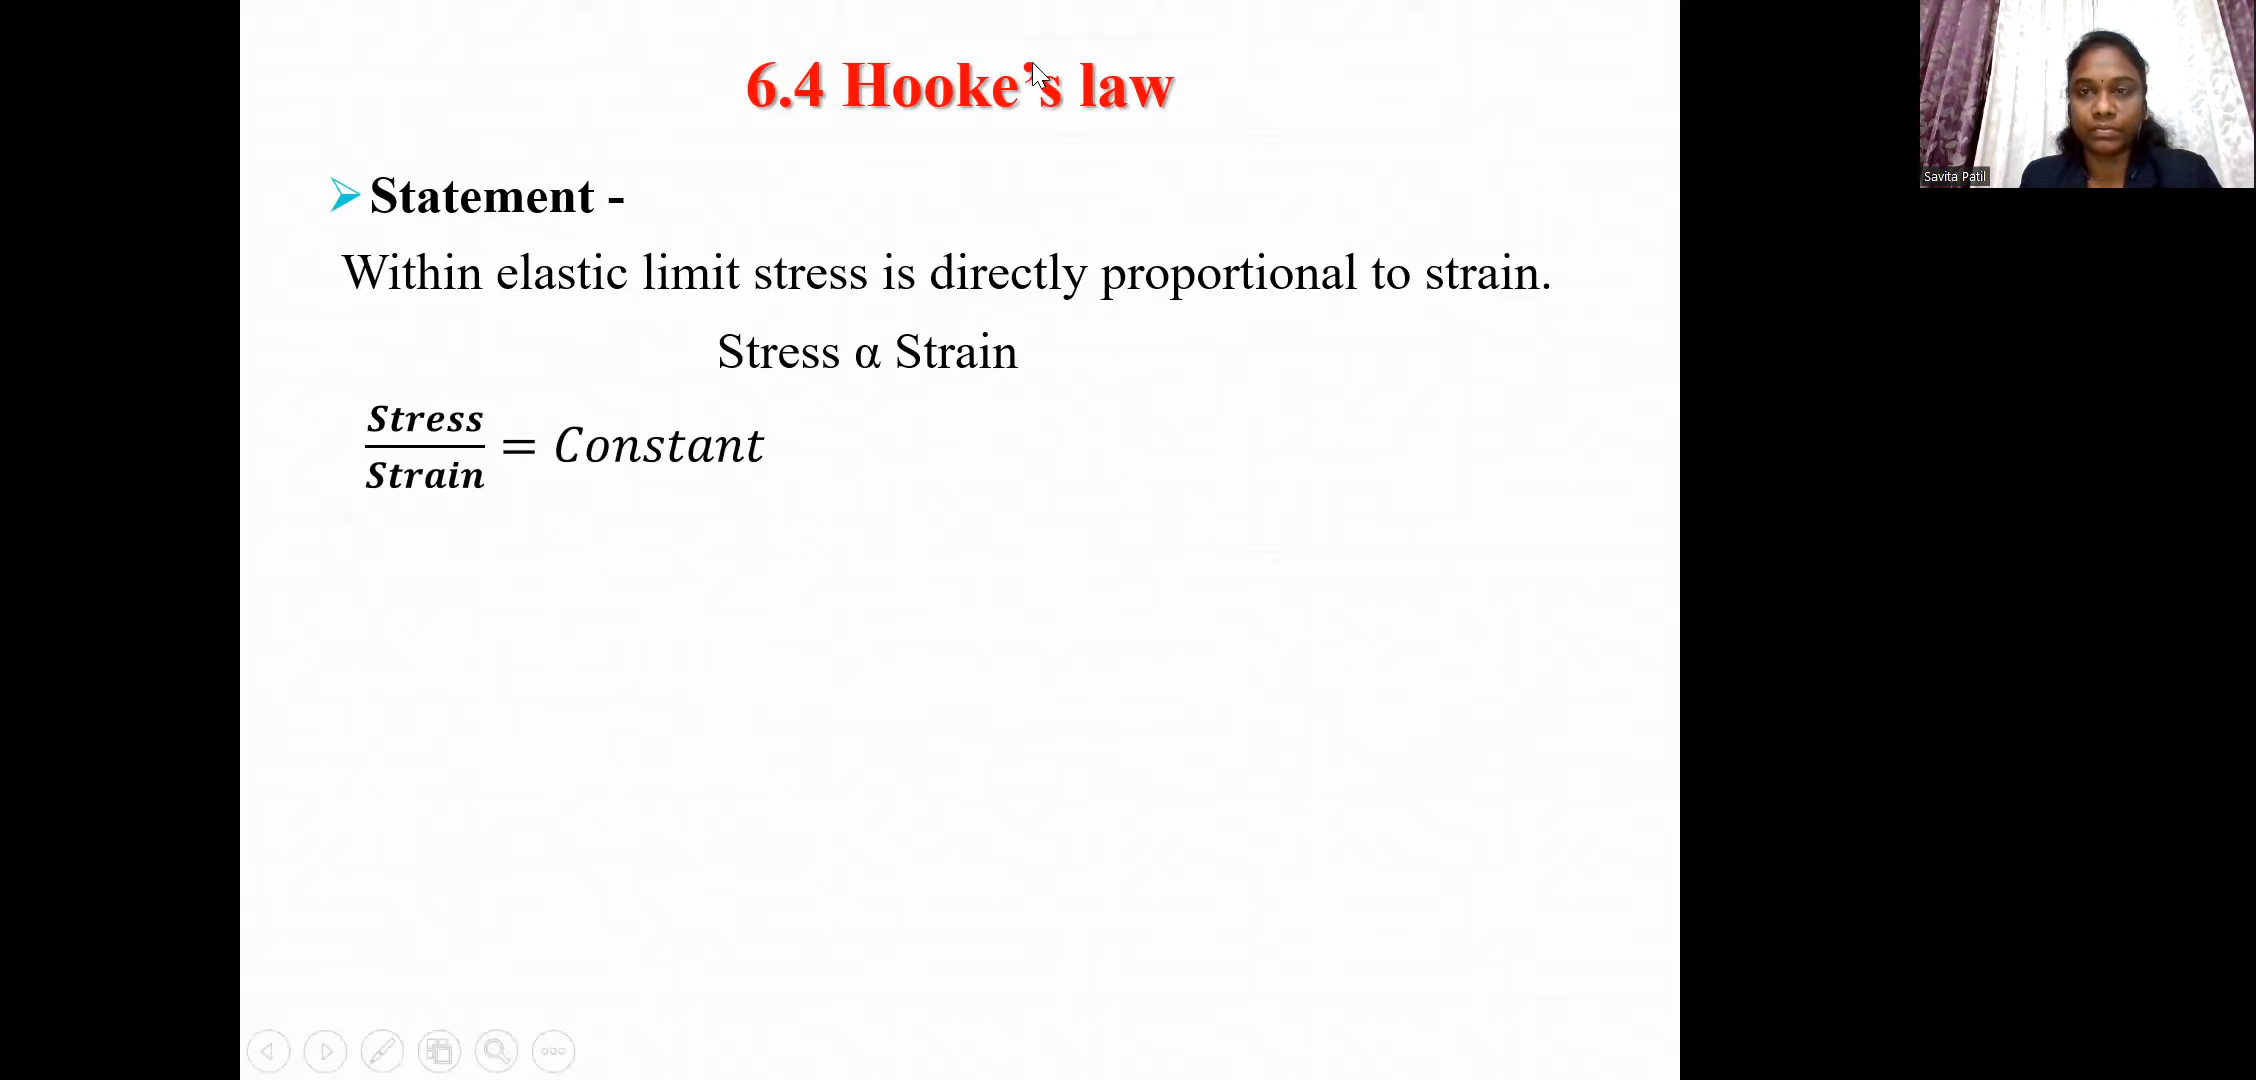 6.4 Hooke’s law
Statement -
Within elastic limit stress is directly proportional to strain.
Stress α Strain
Stress
Strain
= Constant
Savita Patil